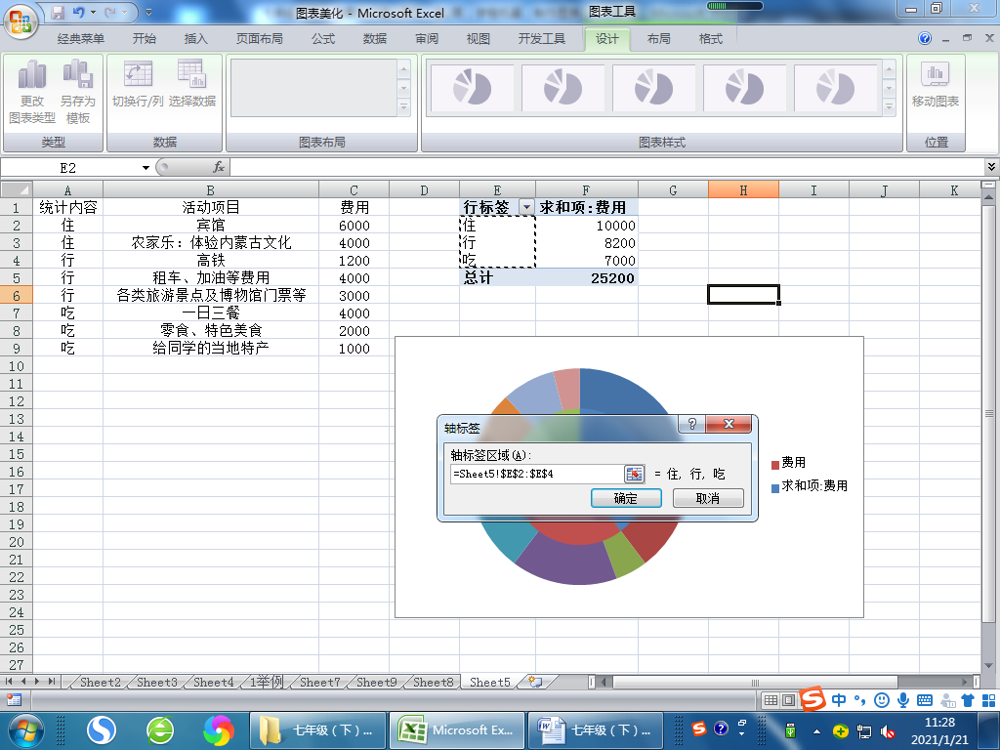 图表美化 - Microsoft Excel
图表工具
经典菜单 开始 插入 页面布局 公式 数据 审阅 视图 开发工具 设计 布局 格式
更改 另存为 切换行/列 选择数据 移动图表
图表类型 模板
类型 数据 图表布局 图表样式 位置
E2 fx
A B C D E F G H I J K
1 统计内容 活动项目 费用 行标签 求和项:费用
2 住 宾馆 6000 住 10000
3 住 农家乐：体验内蒙古文化 4000 行 8200
4 行 高铁 1200 吃 7000
5 行 租车、加油等费用 4000 总计 25200
6 行 各类旅游景点及博物馆门票等 3000
7 吃 一日三餐 4000
8 吃 零食、特色美食 2000
9 吃 给同学的当地特产 1000
10
11
12
13
14
15
16
17
18
19
20
21
22
23
24
25
26
27
轴标签
?
轴标签区域(A):
=Sheet5!$E$2:$E$4 = 住, 行, 吃
确定 取消
费用
求和项:费用
Sheet2 Sheet3 Sheet4 1举例 Sheet7 Sheet9 Sheet8 Sheet5
中
七年级（下）... Microsoft Ex... 七年级（下）...
11:28
2021/1/21